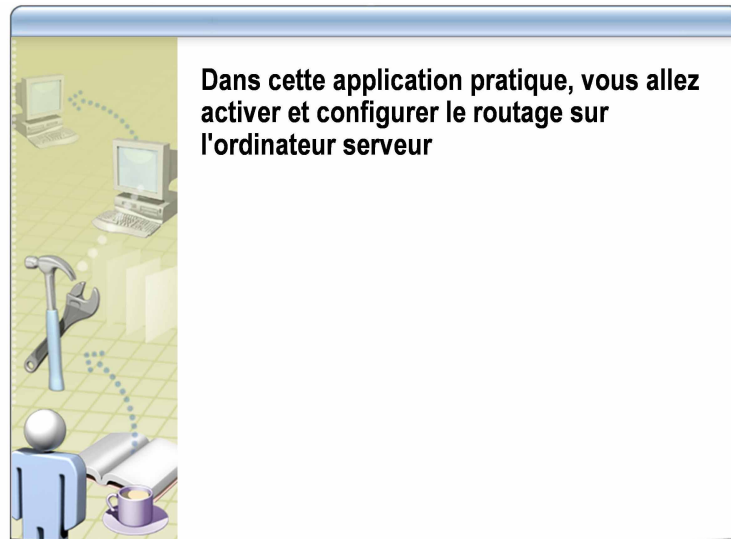 Dans cette application pratique, vous allez
activer et configurer le routage sur
l'ordinateur serveur